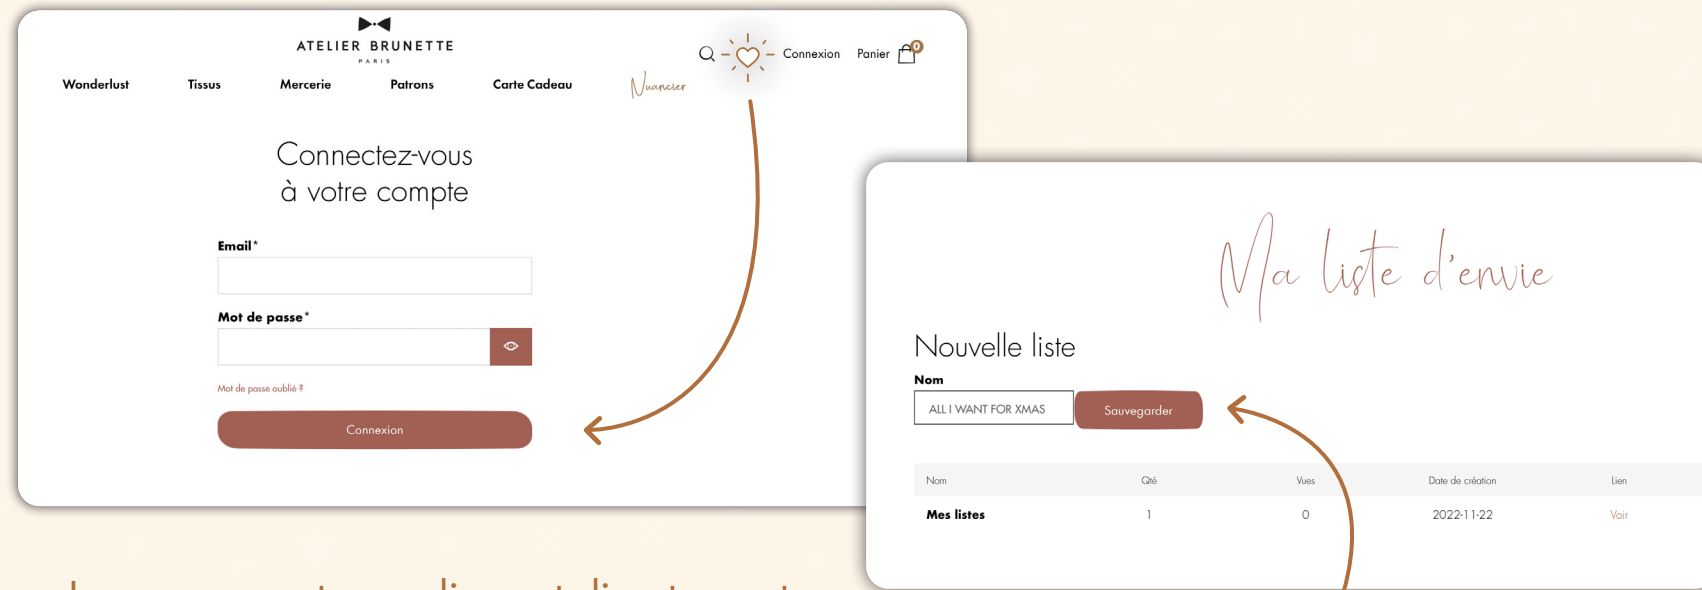 ATELIER BRUNETTE
PARIS
Connexion
Panier
0
Wonderlust
Tissus
Mercerie
Patrons
Carte Cadeau
Nuancier
Connectez-vous
à votre compte
Email*
Mot de passe*
Mot de passe oublié ?
Connexion
Ma liste d'envie
Nouvelle liste
Nom
ALL I WANT FOR XMAS
Sauvegarder
Nom Qté Vues Date de création Lien
Mes listes 1 0 2022-11-22 Voir